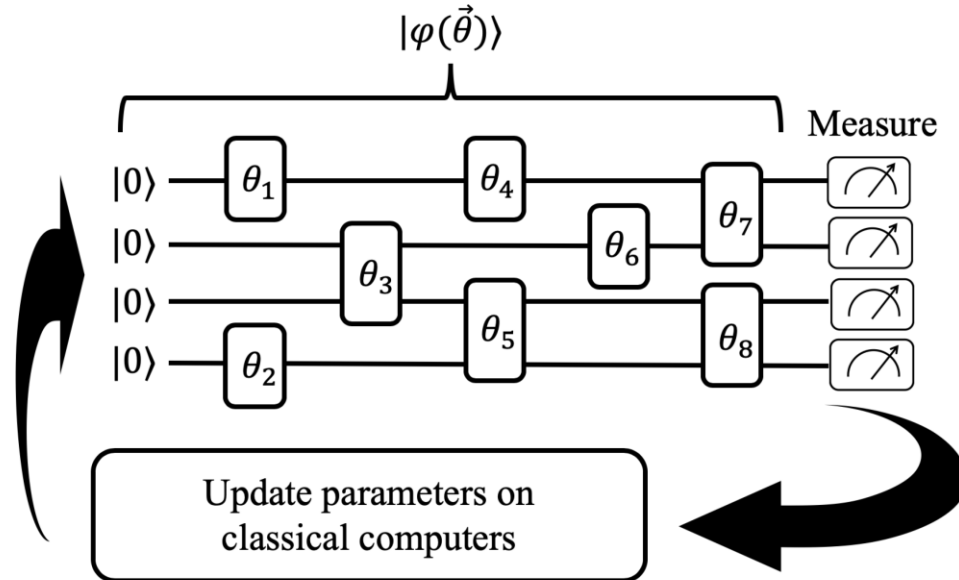 |φ(θ⃗)⟩
Measure
|0⟩ θ₁ θ₄ θ₇
|0⟩ θ₃ θ₆
|0⟩ θ₅ θ₈
|0⟩ θ₂
Update parameters on
classical computers